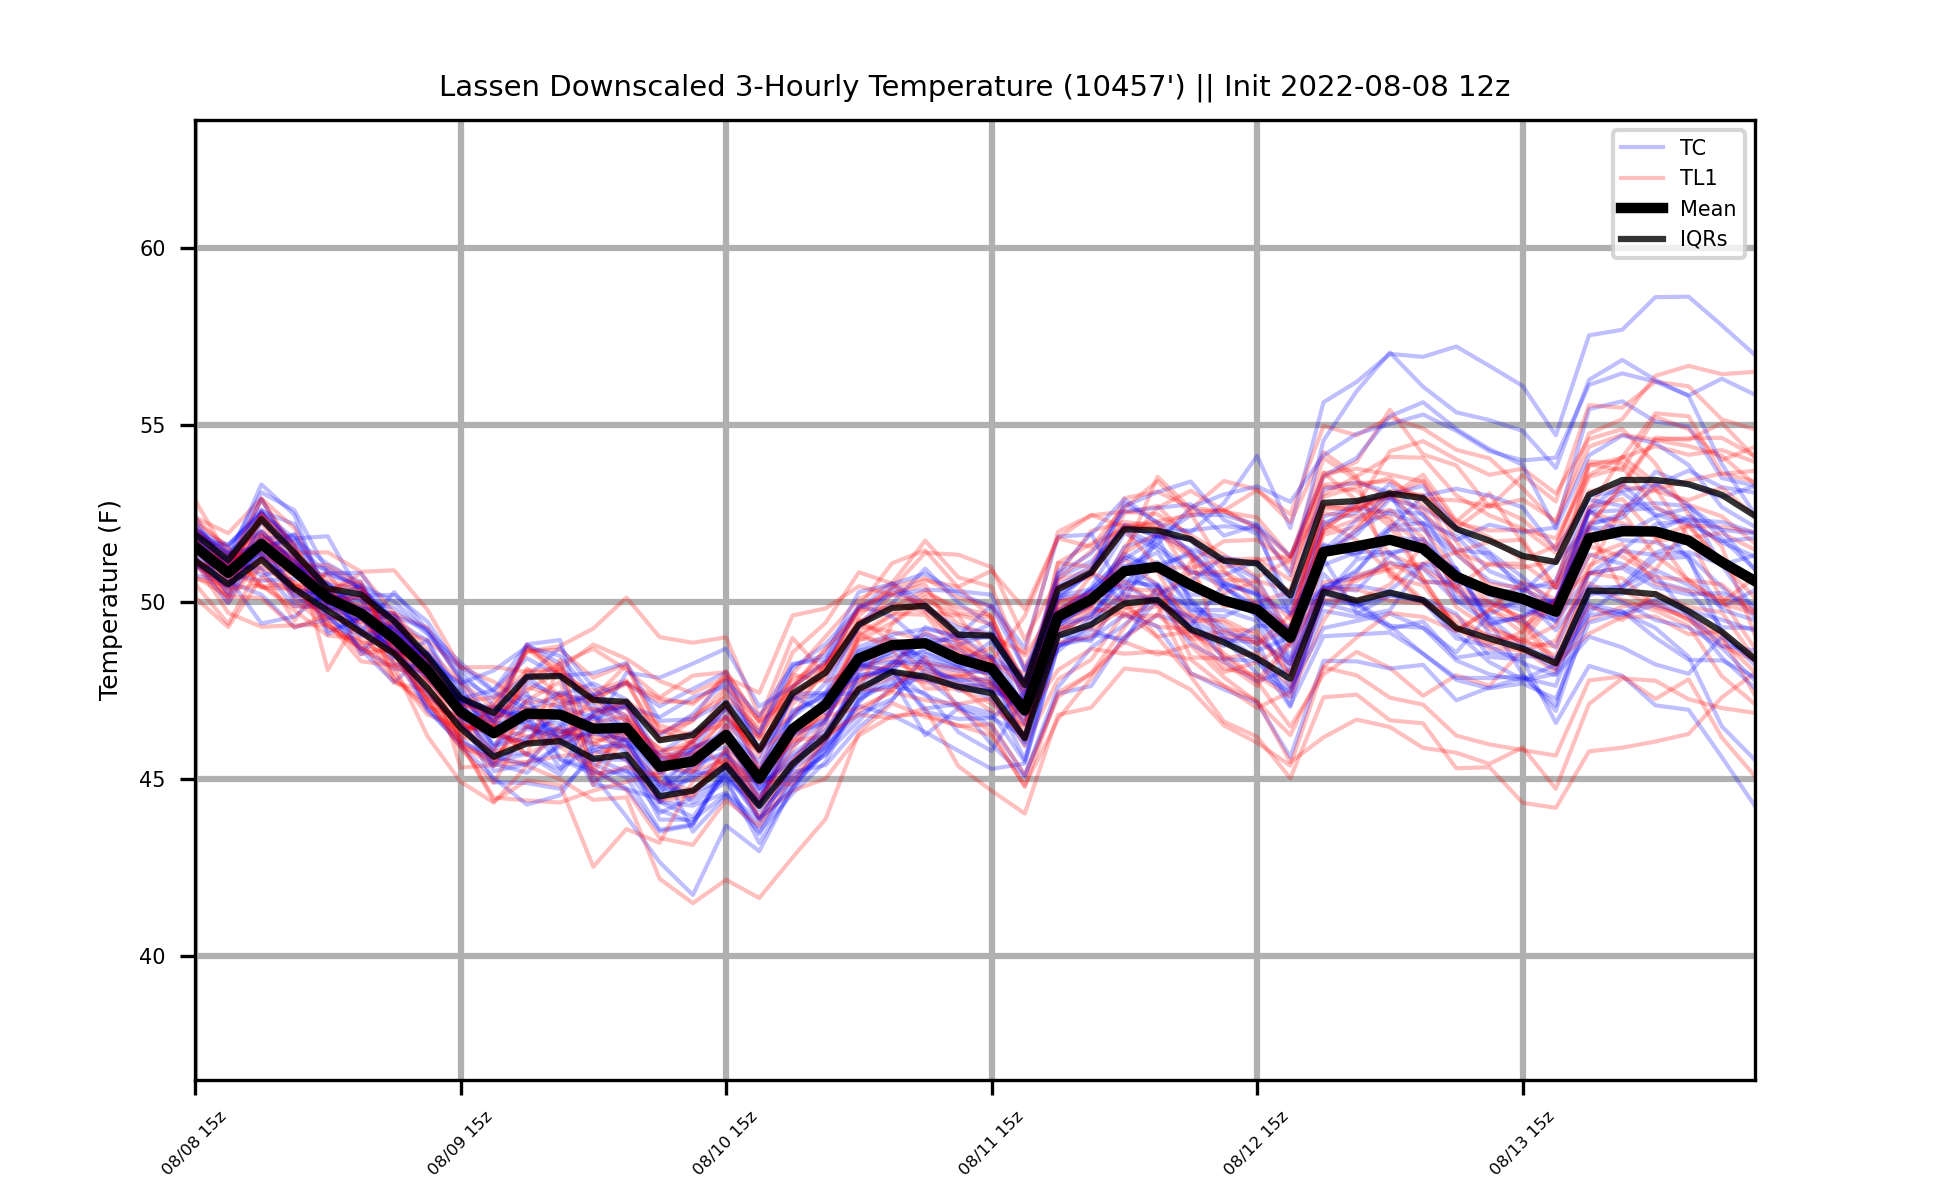 Lassen Downscaled 3-Hourly Temperature (10457') || Init 2022-08-08 12z
TC
TL1
Mean
IQRs
Temperature (F)
60
55
50
45
40
08/08 15z
08/09 15z
08/10 15z
08/11 15z
08/12 15z
08/13 15z